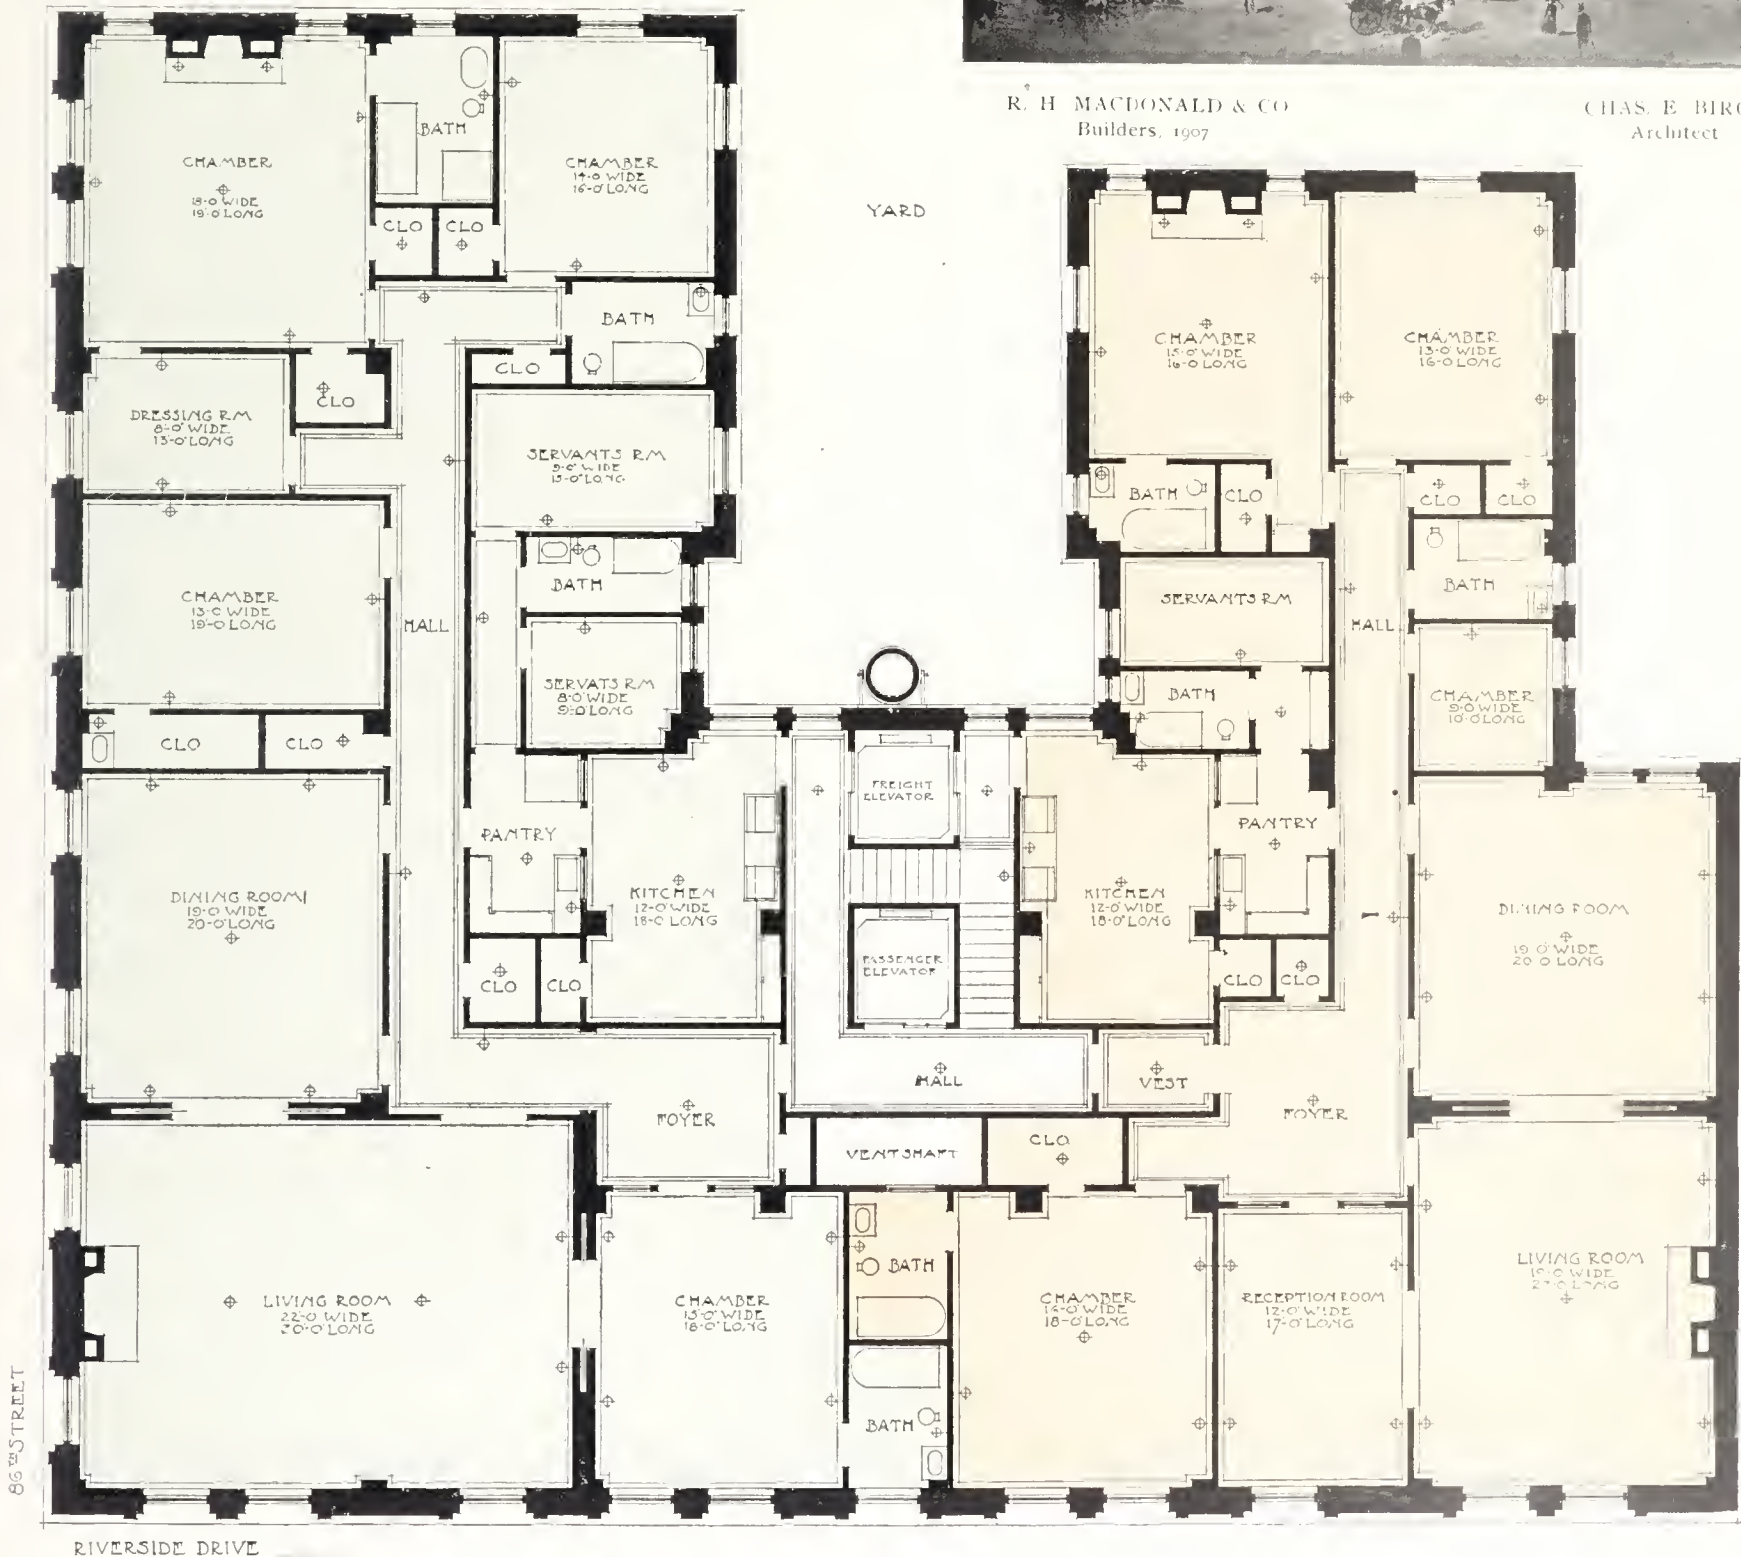 R. H. MACDONALD & CO
Builders, 1907
CHAS. E. BIRG
Architect
CHAMBER
18-0 WIDE
19-0 LONG
BATH
CHAMBER
14-0 WIDE
16-0 LONG
YARD
CLO
CLO
BATH
CLO
CLO
DRESSING RM
8-0 WIDE
13-0 LONG
SERVANTS RM
9-0 WIDE
15-0 LONG
CHAMBER
15-0 WIDE
16-0 LONG
CHAMBER
13-0 WIDE
16-0 LONG
BATH
CLO
CLO
CLO
BATH
CHAMBER
13-0 WIDE
19-0 LONG
HALL
BATH
SERVATS RM
8-0 WIDE
9-0 LONG
SERVANTS RM
HALL
BATH
CHAMBER
9-0 WIDE
10-0 LONG
CLO
CLO
FREIGHT
ELEVATOR
PANTRY
PANTRY
DINING ROOM
19-0 WIDE
20-0 LONG
KITCHEN
12-0 WIDE
18-0 LONG
KITCHEN
12-0 WIDE
18-0 LONG
DINING ROOM
19 0 WIDE
20 0 LONG
CLO
CLO
PASSENGER
ELEVATOR
CLO
CLO
HALL
VEST
FOYER
FOYER
VENT SHAFT
CLO
LIVING ROOM
22-0 WIDE
30-0 LONG
CHAMBER
15-0 WIDE
18-0 LONG
BATH
CHAMBER
14-0 WIDE
18-0 LONG
RECEPTION ROOM
12-0 WIDE
17-0 LONG
LIVING ROOM
WIDE
LONG
BATH
86TH STREET
RIVERSIDE DRIVE